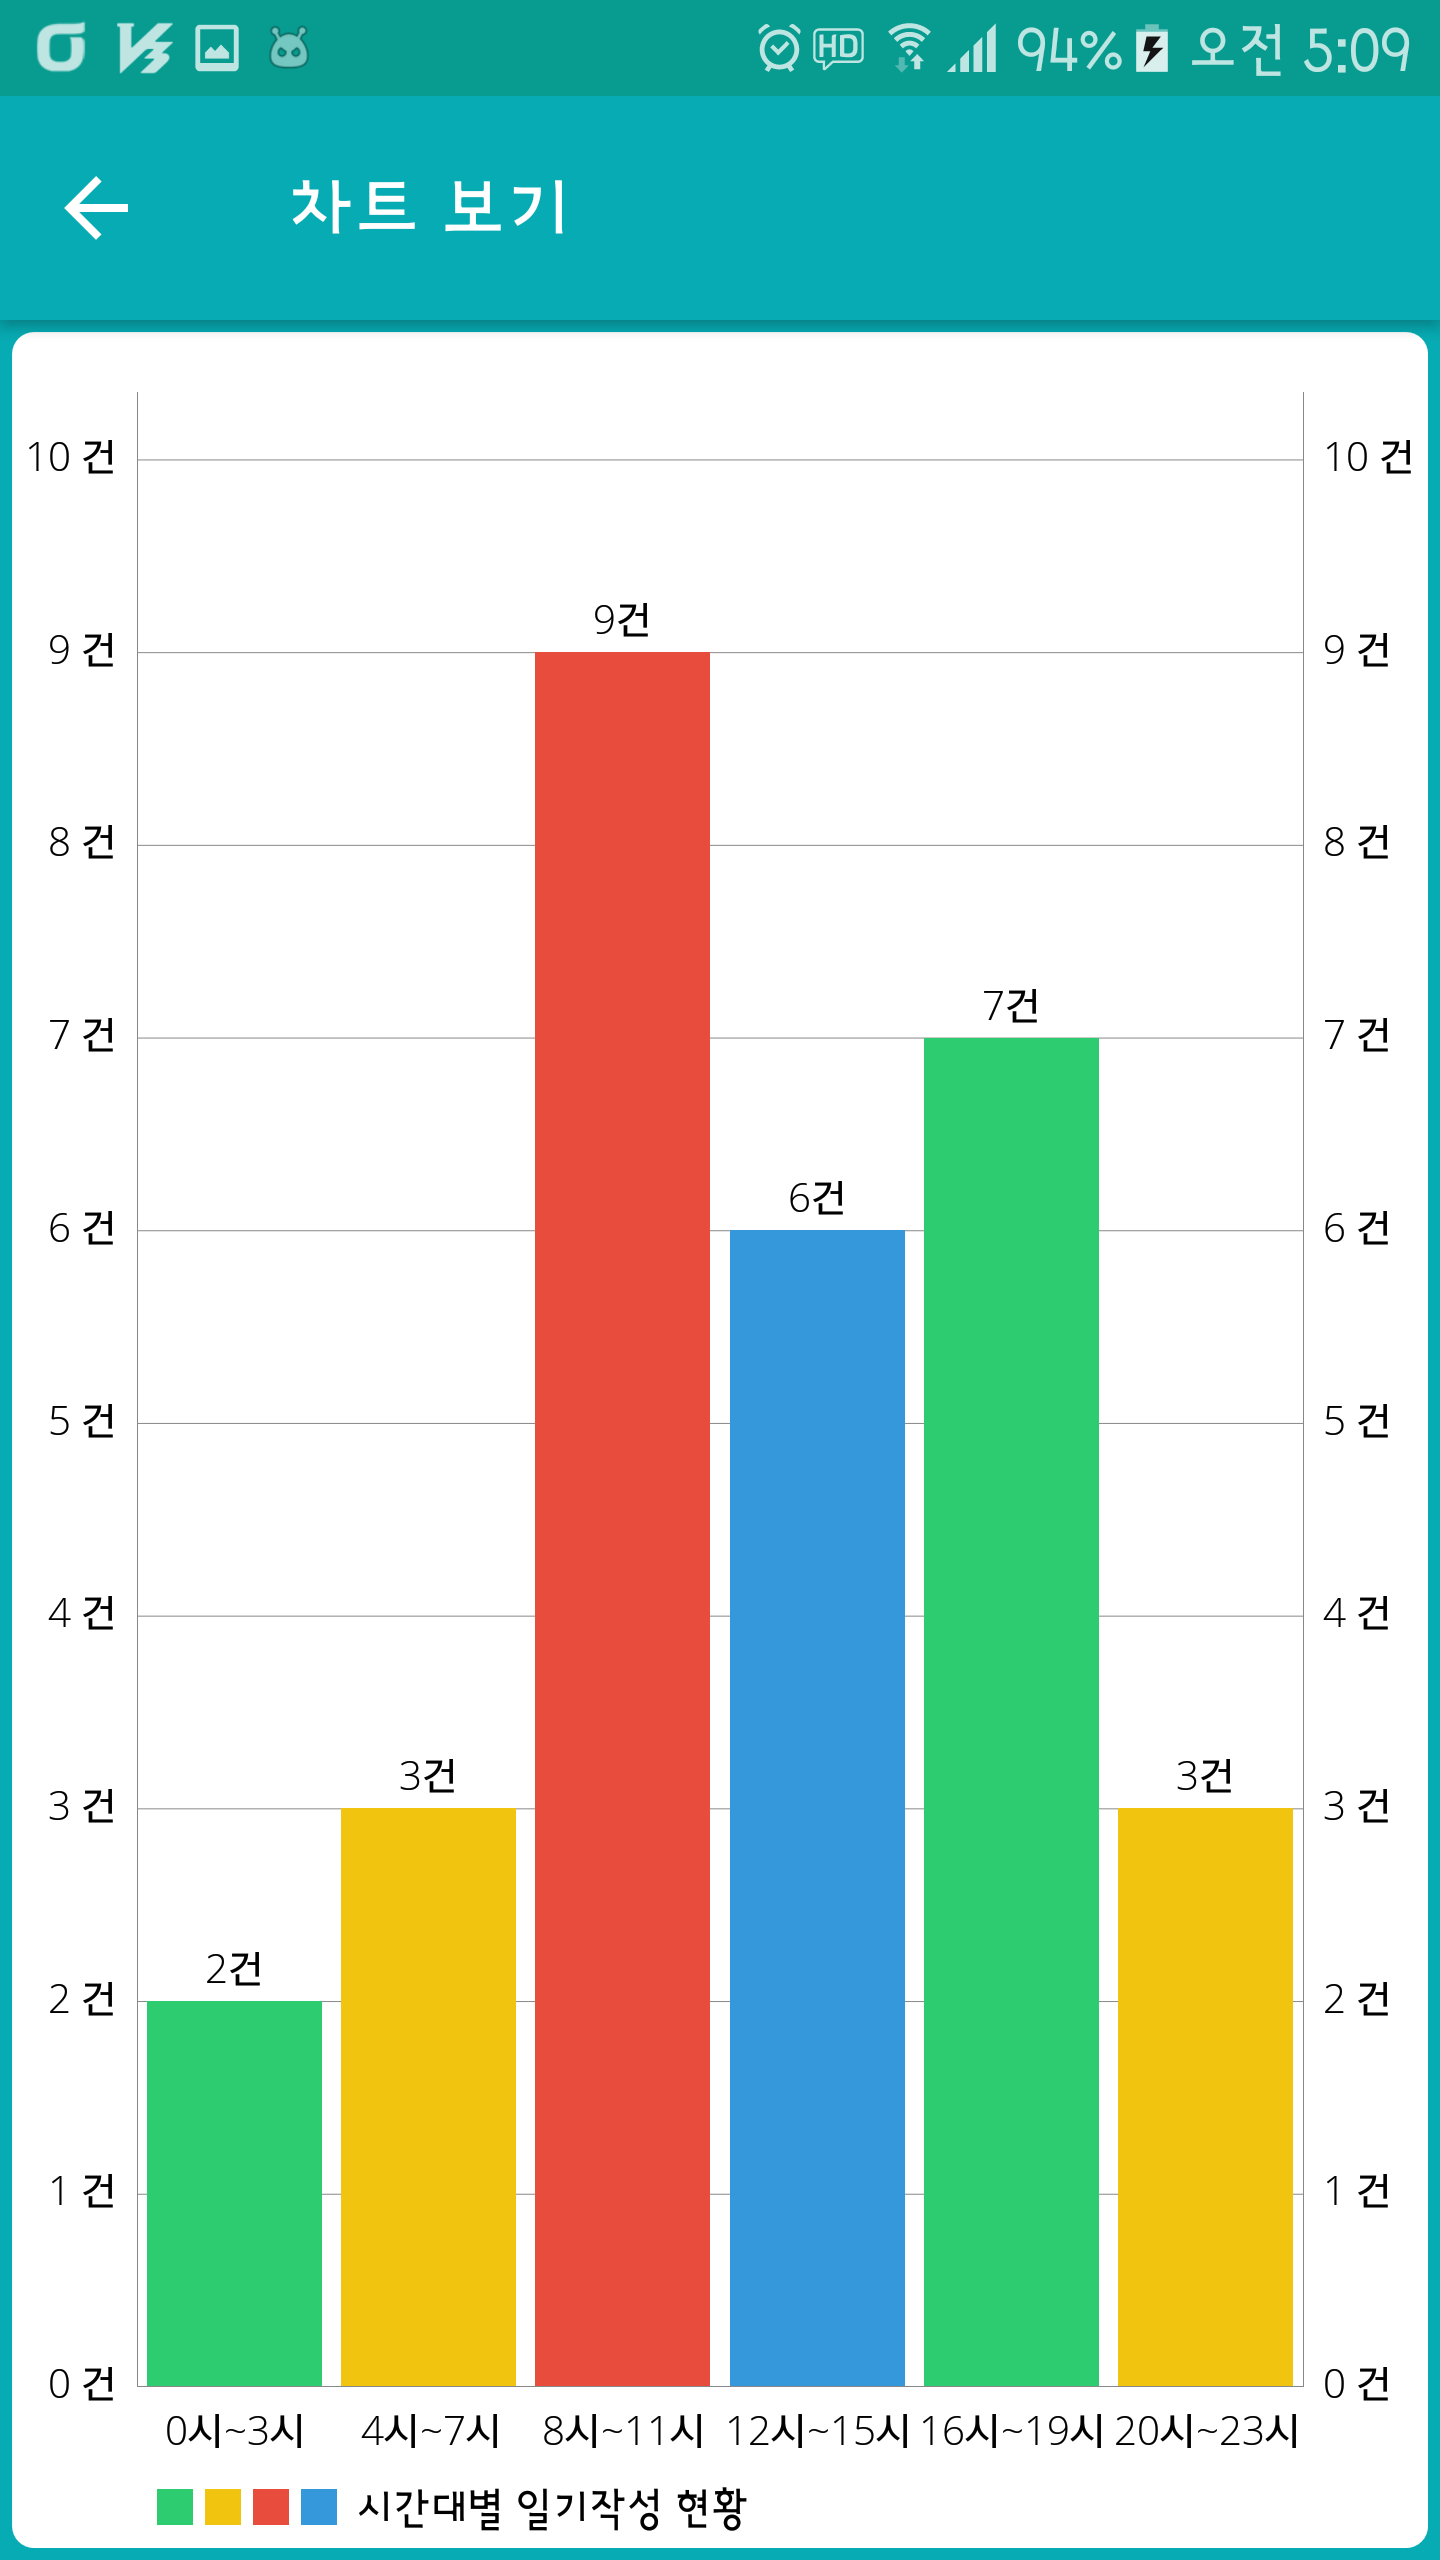 HD 94% 오전 5:09
차트 보기
10 건 10 건
9건
9 건 9 건
8 건 8 건
7건
7 건 7 건
6건
6 건 6 건
5 건 5 건
4 건 4 건
3건 3건
3 건 3 건
2건
2 건 2 건
1 건 1 건
0 건 0 건
0시~3시 4시~7시 8시~11시 12시~15시 16시~19시 20시~23시
시간대별 일기작성 현황